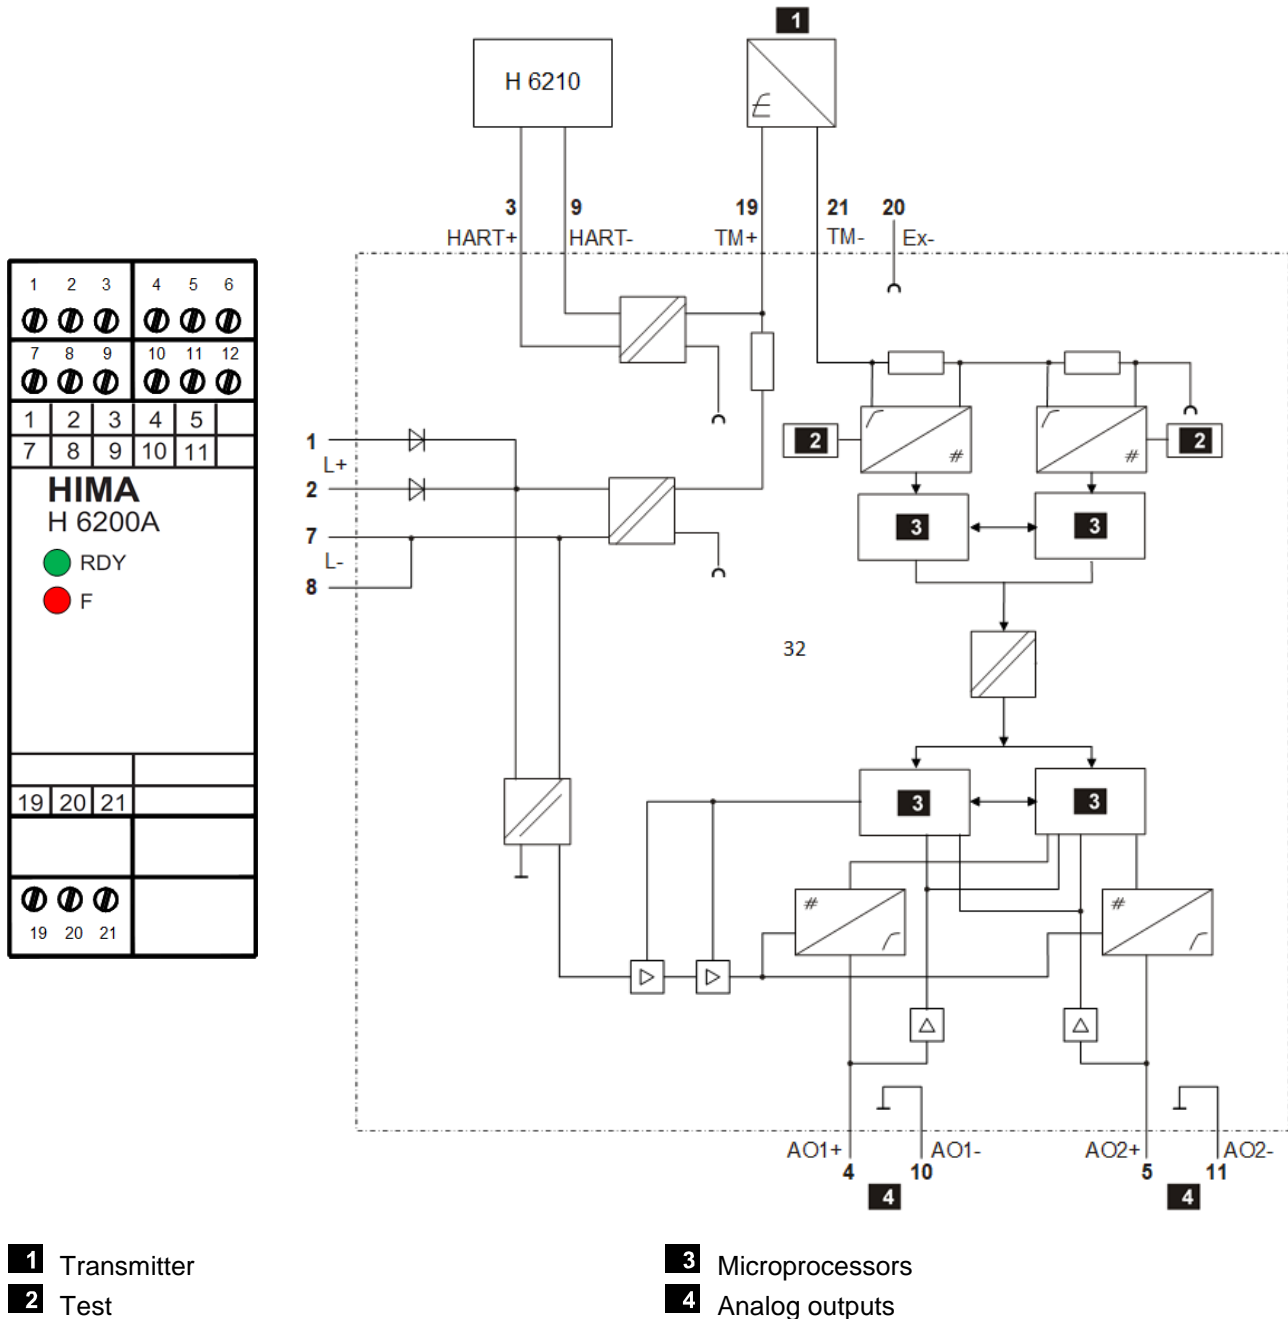 1
H 6210
3 9 19 21 20
HART+ HART- TM+ TM- Ex-
1 2 3 4 5 6
7 8 9 10 11 12
1 2 3 4 5
7 8 9 10 11
HIMA
H 6200A
RDY
F
19 20 21
19 20 21
1
L+
2
7
L-
8
2 # # 2
3 3
32
3 3
# #
AO1+ AO1- AO2+ AO2-
4 10 5 11
4 4
1 Transmitter
2 Test
3 Microprocessors
4 Analog outputs